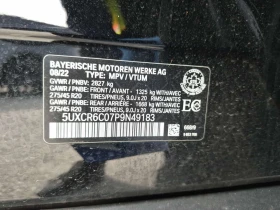 BAYERISCHE MOTOREN WERKE AG
08/22 TYPE: MPV / VTUM
GVWR / PNBV: 2827 kg
GAWR / PNBE: FRONT / AVANT - 1325 kg WITH/AVEC
275/45 R20 TIRES/PNEUS, 9.0J x 20 RIMS/JANTES
GAWR / PNBE: REAR / ARRIÈRE - 1668 kg WITH/AVEC
275/45 R20 TIRES/PNEUS, 9.0J x 20 RIMS/JANTES
5UXCR6C07P9N49183
EC